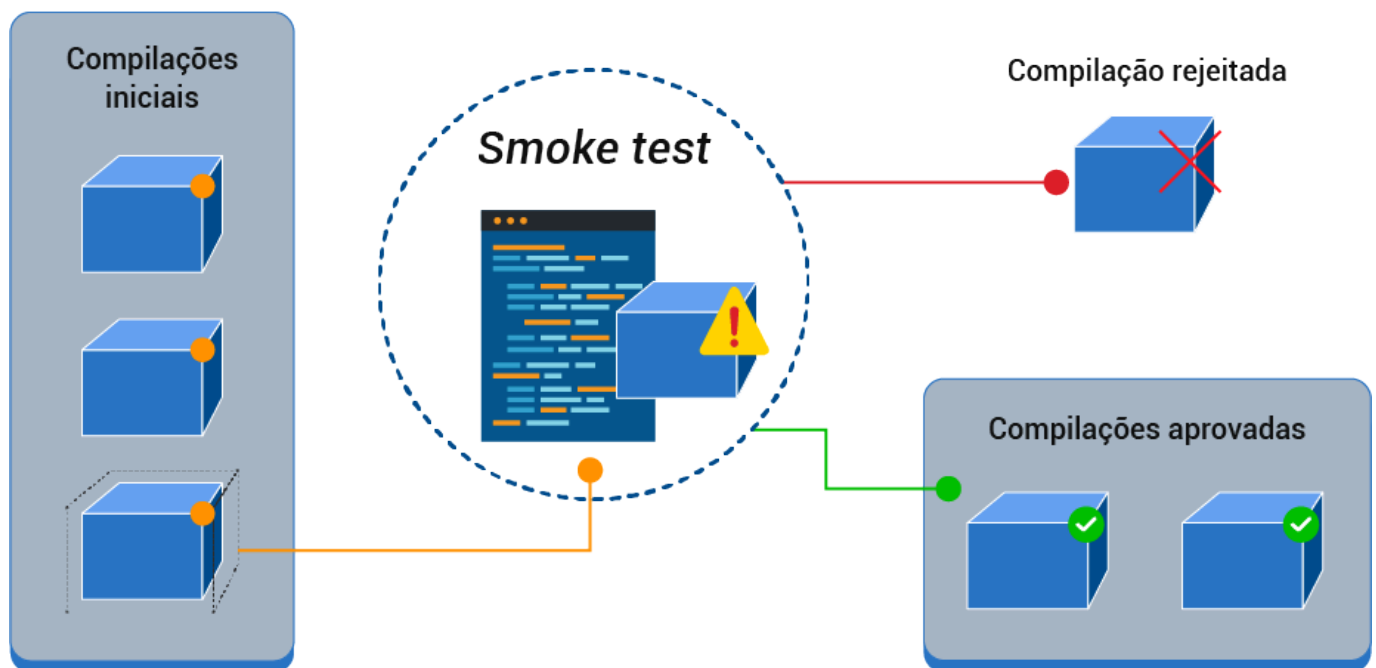 Compilações
iniciais
Smoke test
Compilação rejeitada
Compilações aprovadas